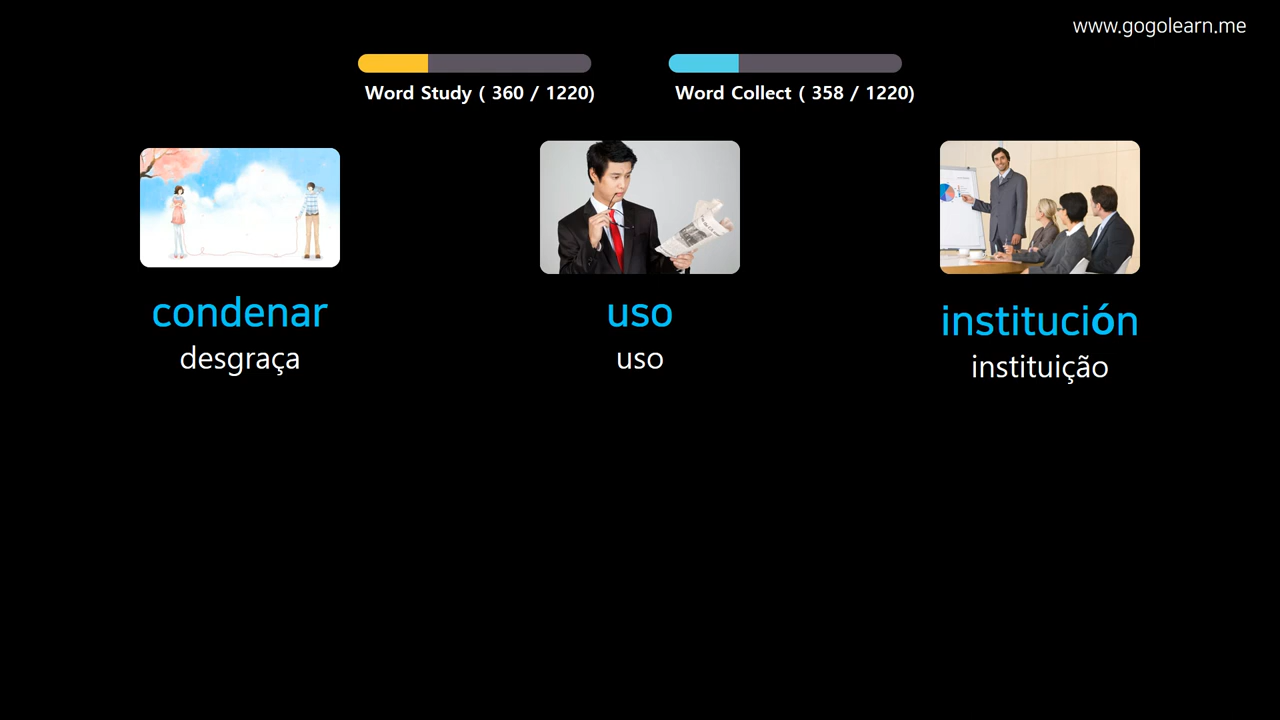 www.gogolearn.me
Word Study ( 360 / 1220)
Word Collect ( 358 / 1220)
condenar
desgraça
uso
uso
institución
instituição